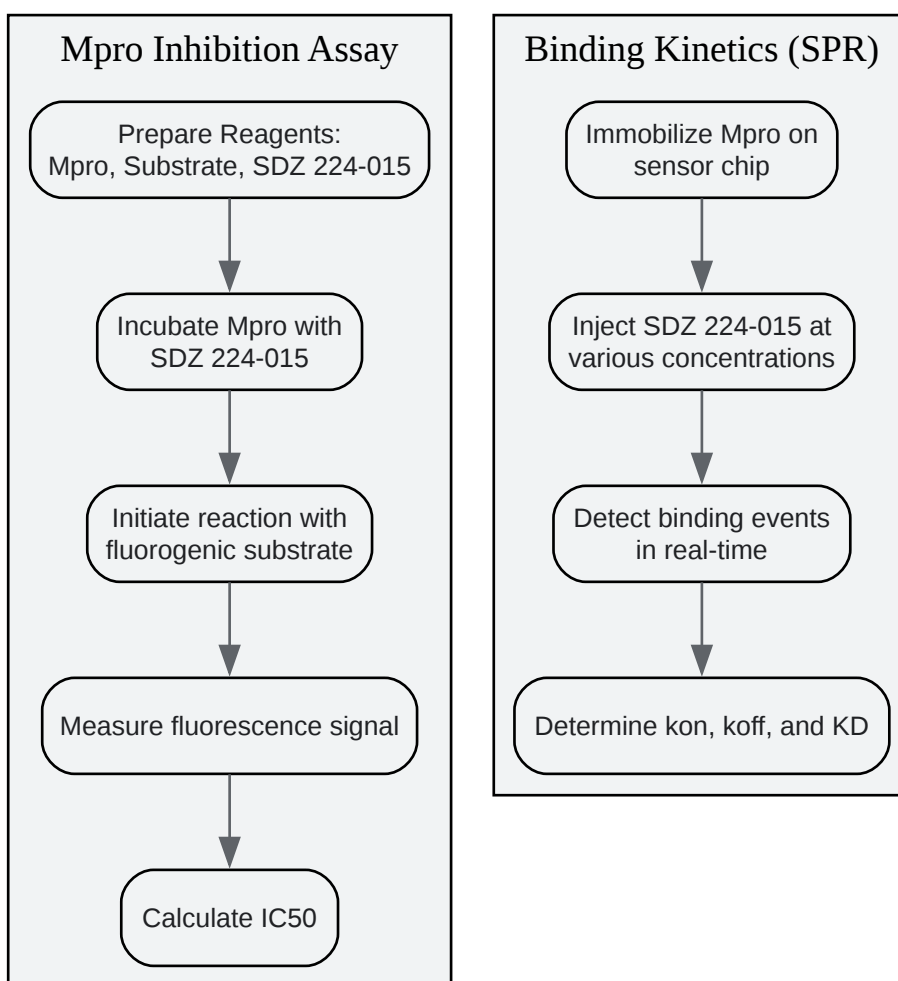 Mpro Inhibition Assay
Prepare Reagents:
Mpro, Substrate, SDZ 224-015
Incubate Mpro with
SDZ 224-015
Initiate reaction with
fluorogenic substrate
Measure fluorescence signal
Calculate IC50
Binding Kinetics (SPR)
Immobilize Mpro on
sensor chip
Inject SDZ 224-015 at
various concentrations
Detect binding events
in real-time
Determine kon, koff, and KD